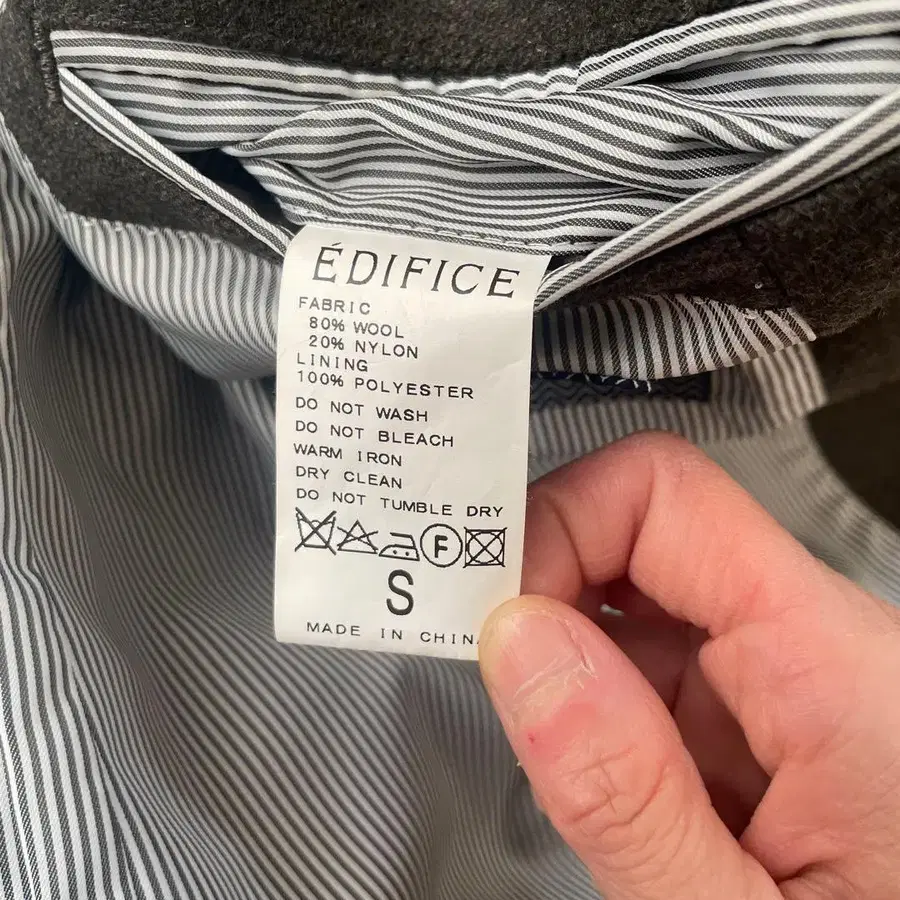 ÉDIFICE
FABRIC
80% WOOL
20% NYLON
LINING
100% POLYESTER
DO NOT WASH
DO NOT BLEACH
WARM IRON
DRY CLEAN
DO NOT TUMBLE DRY
F
S
MADE IN CHIN